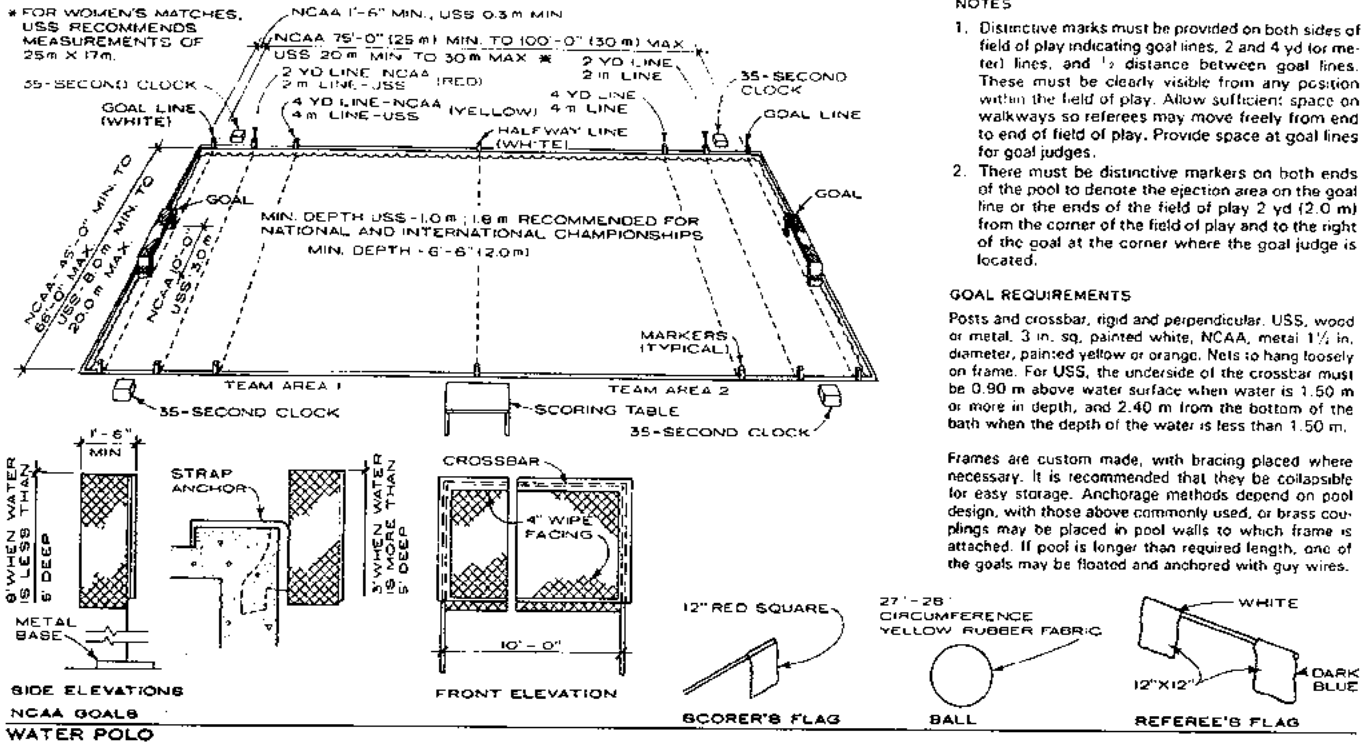 * FOR WOMEN'S MATCHES,
USS RECOMMENDS
MEASUREMENTS OF
25m X 17m.
NCAA 1'-6" MIN., USS 0.3 m MIN
NCAA 75'-0" (25 m) MIN. TO 100'-0" (30 m) MAX
USS 20 m MIN TO 30 m MAX *
35-SECOND CLOCK
2 YD LINE NCAA
2 m LINE-USS
(RED)
2 YD LINE
2 m LINE
35-SECOND
CLOCK
GOAL LINE
(WHITE)
4 YD LINE-NCAA
4 m LINE-USS
(YELLOW)
4 YD LINE
4 m LINE
GOAL LINE
HALFWAY LINE
(WHITE)
NCAA- 45'-0" MIN. TO
66'-0" MAX.
USS- 8.0 m MIN. TO
20.0 m MAX.
GOAL
NCAA 10'-0"
USS 3.0 m
MIN. DEPTH USS -1.0 m ; 1.8 m RECOMMENDED FOR
NATIONAL AND INTERNATIONAL CHAMPIONSHIPS
MIN. DEPTH - 6'-6" (2.0 m)
GOAL
MARKERS
(TYPICAL)
TEAM AREA 1
TEAM AREA 2
35-SECOND CLOCK
SCORING TABLE
35-SECOND CLOCK
NOTES
1. Distinctive marks must be provided on both sides of
field of play indicating goal lines, 2 and 4 yd (or me-
ter) lines, and ½ distance between goal lines.
These must be clearly visible from any position
within the field of play. Allow sufficient space on
walkways so referees may move freely from end
to end of field of play. Provide space at goal lines
for goal judges.
2. There must be distinctive markers on both ends
of the pool to denote the ejection area on the goal
line or the ends of the field of play 2 yd (2.0 m)
from the corner of the field of play and to the right
of the goal at the corner where the goal judge is
located.
GOAL REQUIREMENTS
Posts and crossbar, rigid and perpendicular. USS, wood
or metal, 3 in. sq, painted white, NCAA, metal 1½ in.
diameter, painted yellow or orange. Nets to hang loosely
on frame. For USS, the underside of the crossbar must
be 0.90 m above water surface when water is 1.50 m
or more in depth, and 2.40 m from the bottom of the
bath when the depth of the water is less than 1.50 m.
Frames are custom made, with bracing placed where
necessary. It is recommended that they be collapsible
for easy storage. Anchorage methods depend on pool
design, with those above commonly used, or brass cou-
plings may be placed in pool walls to which frame is
attached. If pool is longer than required length, one of
the goals may be floated and anchored with guy wires.
1'-6"
MIN
8' WHEN WATER
IS LESS THAN
5' DEEP
METAL
BASE
STRAP
ANCHOR
3' WHEN WATER
IS MORE THAN
5' DEEP
SIDE ELEVATIONS
CROSSBAR
4" WIPE
FACING
10'-0"
FRONT ELEVATION
12" RED SQUARE
SCORER'S FLAG
27"-28"
CIRCUMFERENCE
YELLOW RUBBER FABRIC
BALL
WHITE
12"X12"
DARK
BLUE
REFEREE'S FLAG
NCAA GOALS
WATER POLO